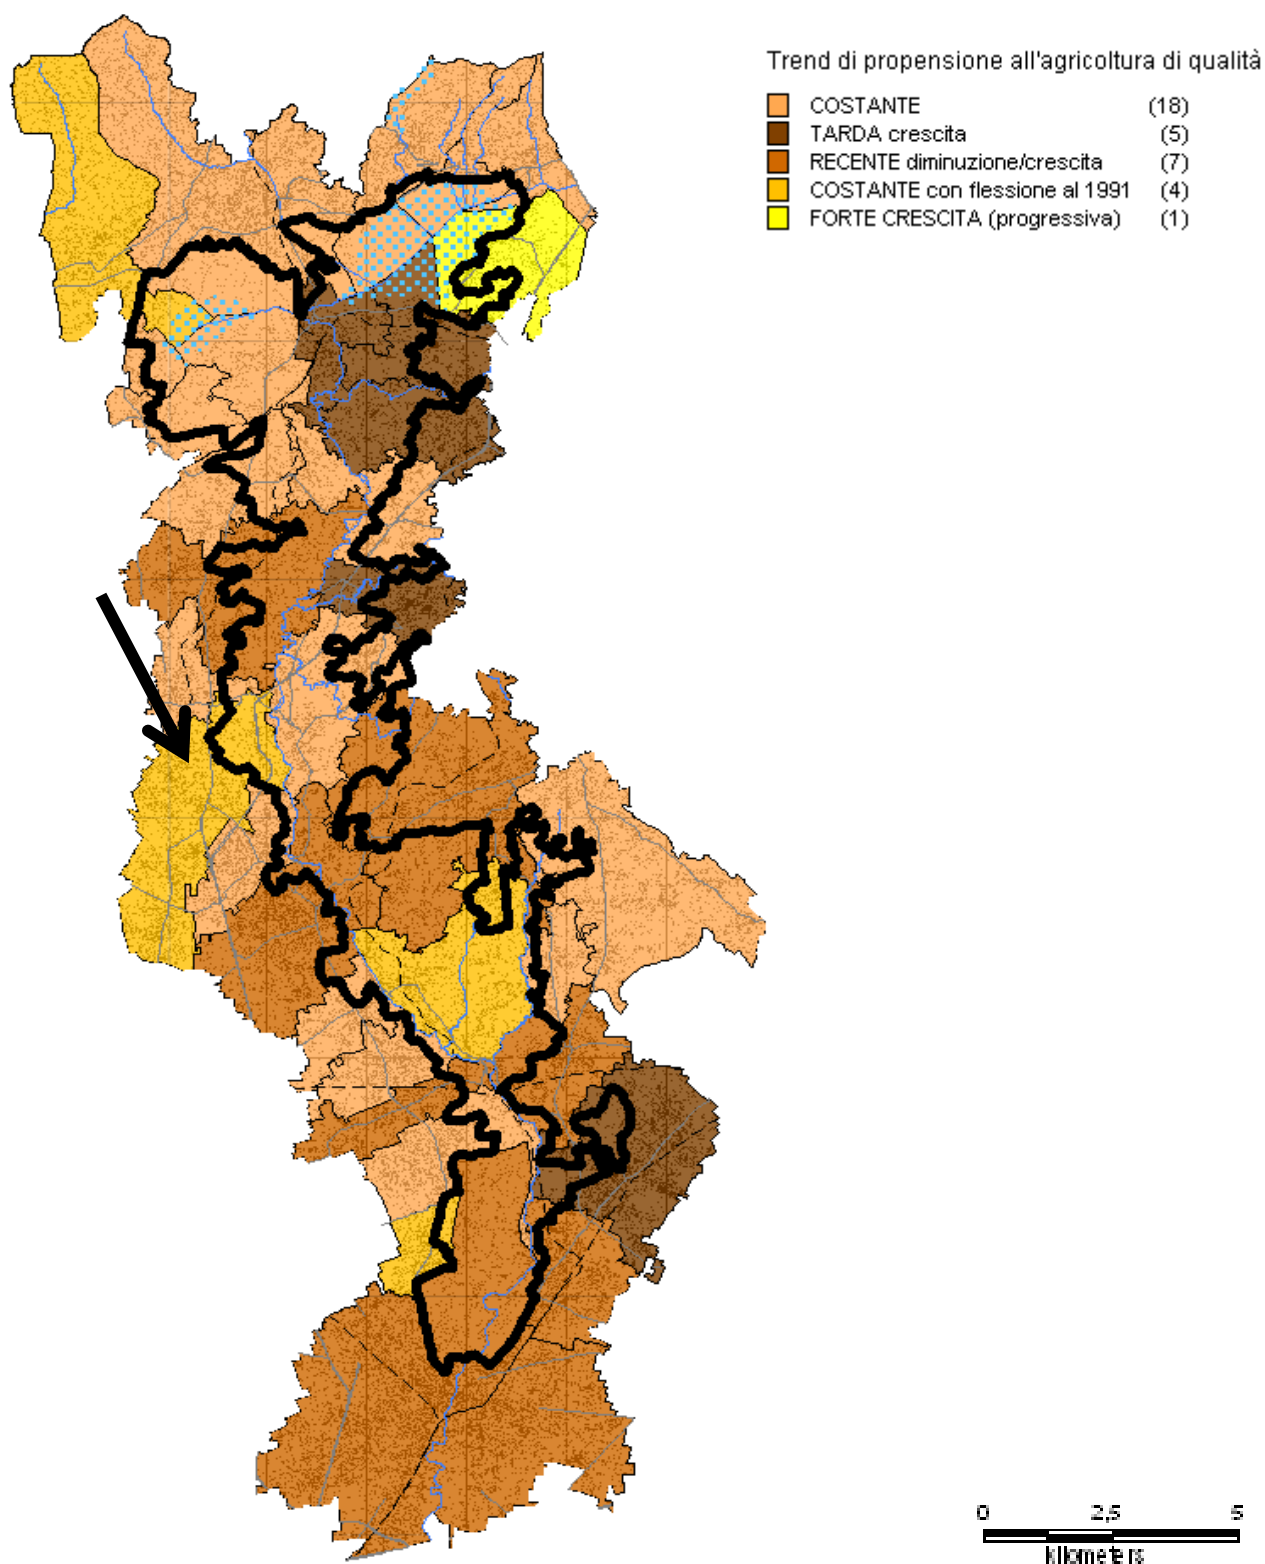 Trend di propensione all'agricoltura di qualità
COSTANTE (18)
TARDA crescita (5)
RECENTE diminuzione/crescita (7)
COSTANTE con flessione al 1991 (4)
FORTE CRESCITA (progressiva) (1)
0 2,5 5
kilometers